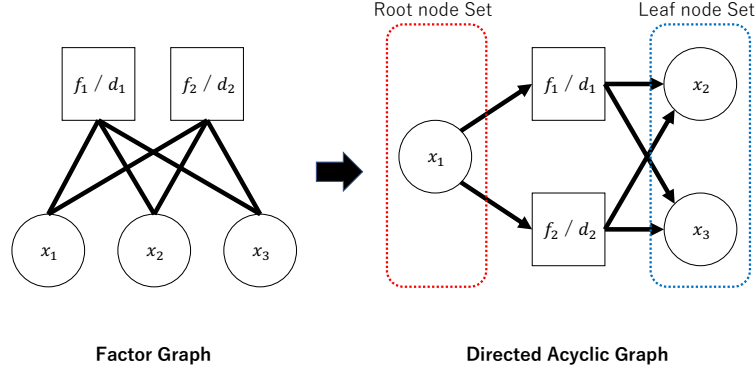 Root node Set
Leaf node Set
f₁ / d₁
f₂ / d₂
x₁
x₂
x₃
Factor Graph
x₁
f₁ / d₁
f₂ / d₂
x₂
x₃
Directed Acyclic Graph